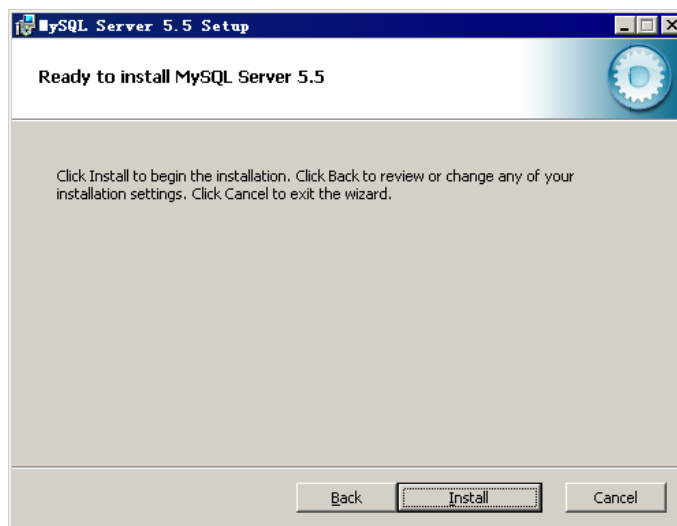 MySQL Server 5.5 Setup
Ready to install MySQL Server 5.5
Click Install to begin the installation. Click Back to review or change any of your
installation settings. Click Cancel to exit the wizard.
Back
Install
Cancel